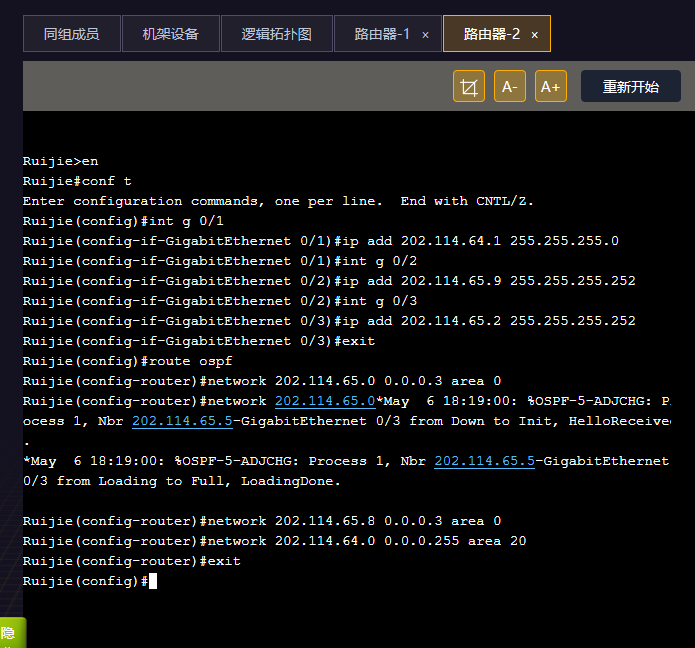 同组成员 机架设备 逻辑拓扑图 路由器-1 × 路由器-2 ×
A- A+ 重新开始
Ruijie>en
Ruijie#conf t
Enter configuration commands, one per line.  End with CNTL/Z.
Ruijie(config)#int g 0/1
Ruijie(config-if-GigabitEthernet 0/1)#ip add 202.114.64.1 255.255.255.0
Ruijie(config-if-GigabitEthernet 0/1)#int g 0/2
Ruijie(config-if-GigabitEthernet 0/2)#ip add 202.114.65.9 255.255.255.252
Ruijie(config-if-GigabitEthernet 0/2)#int g 0/3
Ruijie(config-if-GigabitEthernet 0/3)#ip add 202.114.65.2 255.255.255.252
Ruijie(config-if-GigabitEthernet 0/3)#exit
Ruijie(config)#route ospf
Ruijie(config-router)#network 202.114.65.0 0.0.0.3 area 0
Ruijie(config-router)#network 202.114.65.0*May  6 18:19:00: %OSPF-5-ADJCHG: P
ocess 1, Nbr 202.114.65.5-GigabitEthernet 0/3 from Down to Init, HelloReceive
.
*May  6 18:19:00: %OSPF-5-ADJCHG: Process 1, Nbr 202.114.65.5-GigabitEthernet
0/3 from Loading to Full, LoadingDone.
Ruijie(config-router)#network 202.114.65.8 0.0.0.3 area 0
Ruijie(config-router)#network 202.114.64.0 0.0.0.255 area 20
Ruijie(config-router)#exit
Ruijie(config)#
隐